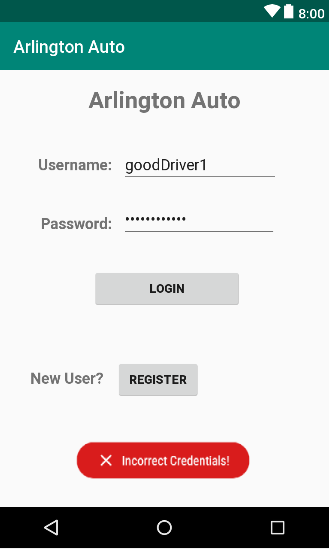 8:00
Arlington Auto
Arlington Auto
Username: goodDriver1
Password: ••••••••••••
LOGIN
New User? REGISTER
Incorrect Credentials!